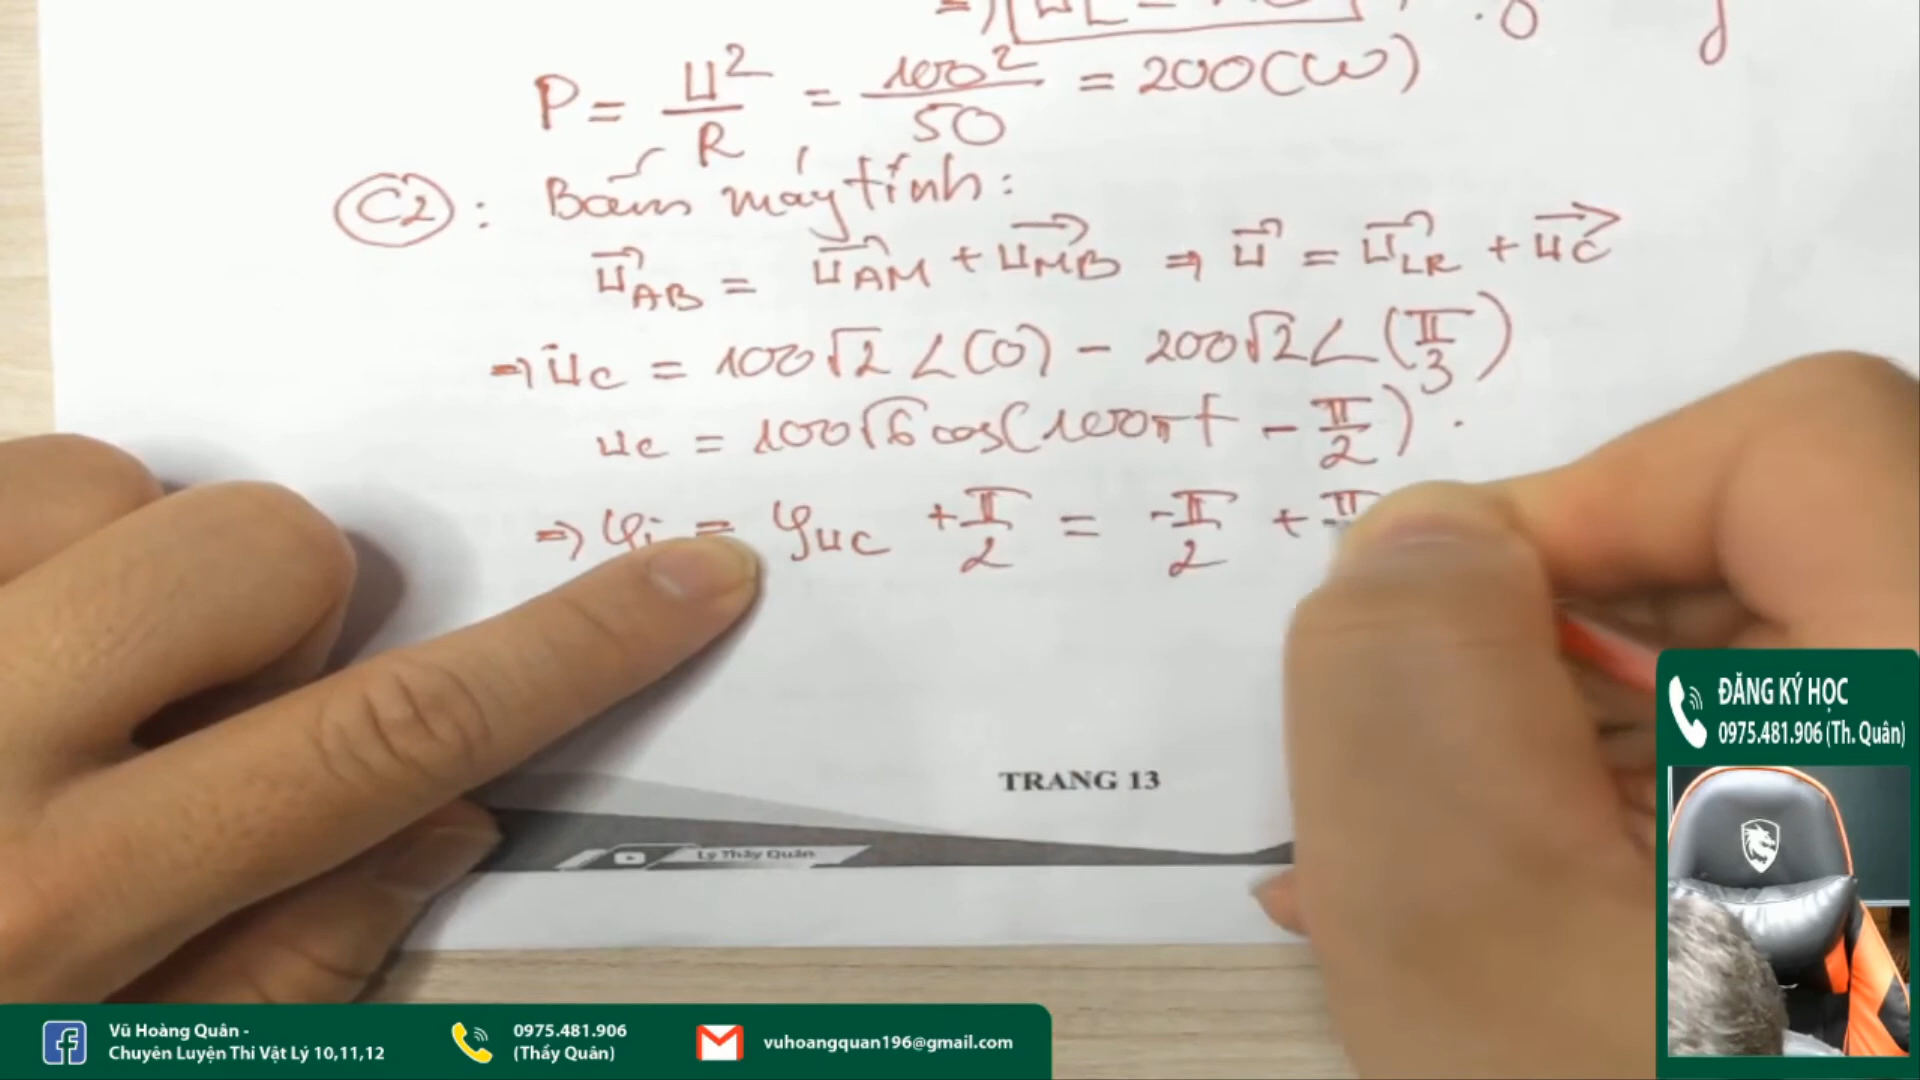 P = U²/R = 100²/50 = 200(W)
C2 : Bấm máy tính:
U⃗AB = U⃗AM + U⃗MB ⇒ U⃗ = U⃗LR + U⃗C
⇒ uC = 100√2∠(0) - 200√2∠(π/3)
uC = 100√6 cos(100πt - π/2).
⇒ φi = φuC + π/2 = -π/2 + π
TRANG 13
Lý Thầy Quân
ĐĂNG KÝ HỌC
0975.481.906 (Th. Quân)
Vũ Hoàng Quân -
Chuyên Luyện Thi Vật Lý 10,11,12
0975.481.906
(Thầy Quân)
vuhoangquan196@gmail.com